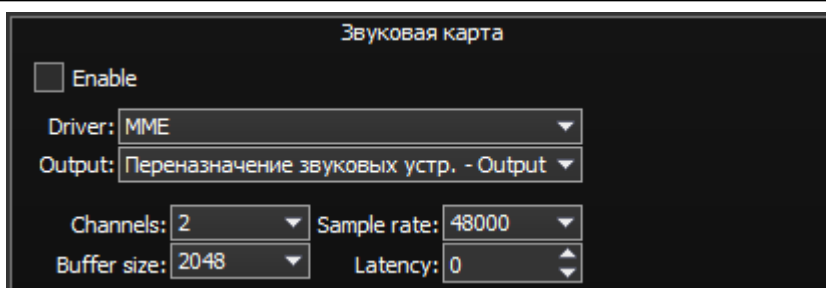 Звуковая карта
Enable
Driver: MME
Output: Переназначение звуковых устр. - Output
Channels: 2 Sample rate: 48000
Buffer size: 2048 Latency: 0